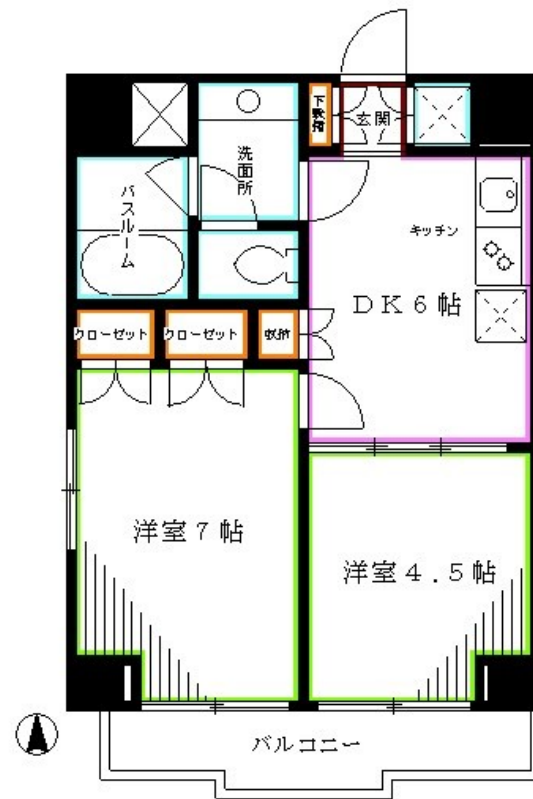 下駄箱
玄関
洗面所
バスルーム
キッチン
DK6帖
クローゼット
クローゼット
収納
洋室7帖
洋室4.5帖
バルコニー